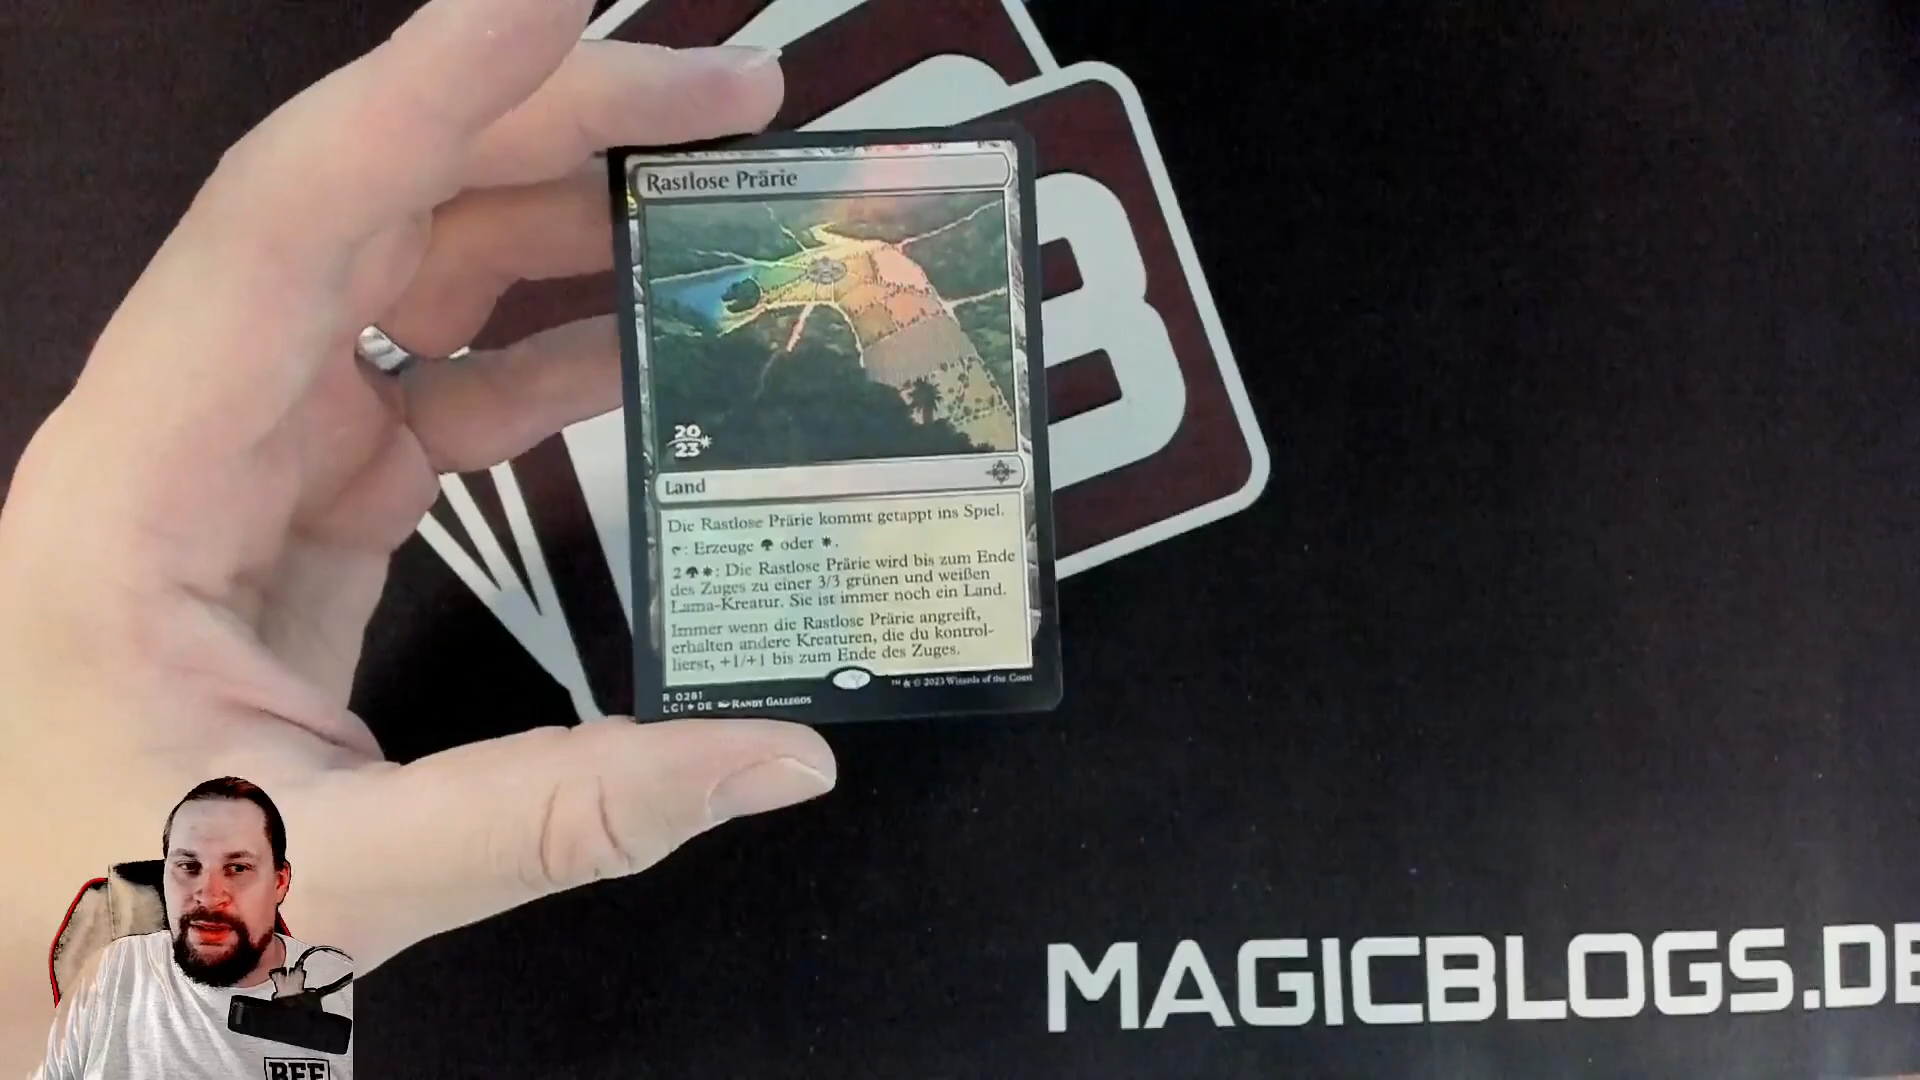 Rastlose Prärie
20
23
Land
Die Rastlose Prärie kommt getappt ins Spiel.
: Erzeuge oder .
2 : Die Rastlose Prärie wird bis zum Ende
des Zuges zu einer 3/3 grünen und weißen
Lama-Kreatur. Sie ist immer noch ein Land.
Immer wenn die Rastlose Prärie angreift,
erhalten andere Kreaturen, die du kontrol-
lierst, +1/+1 bis zum Ende des Zuges.
R 0281
LCI ★ DE RANDY GALLEGOS
™ & © 2023 Wizards of the Coast
B
MAGICBLOGS.DE
BEE